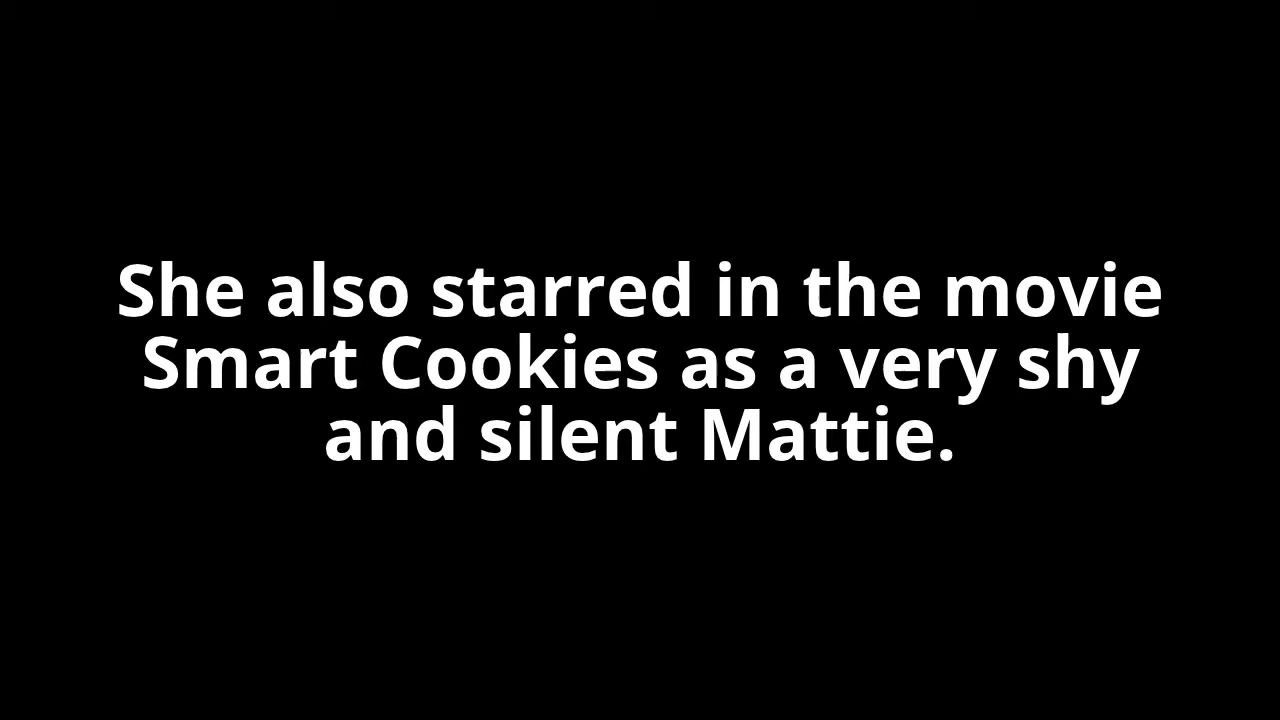 She also starred in the movie
Smart Cookies as a very shy
and silent Mattie.